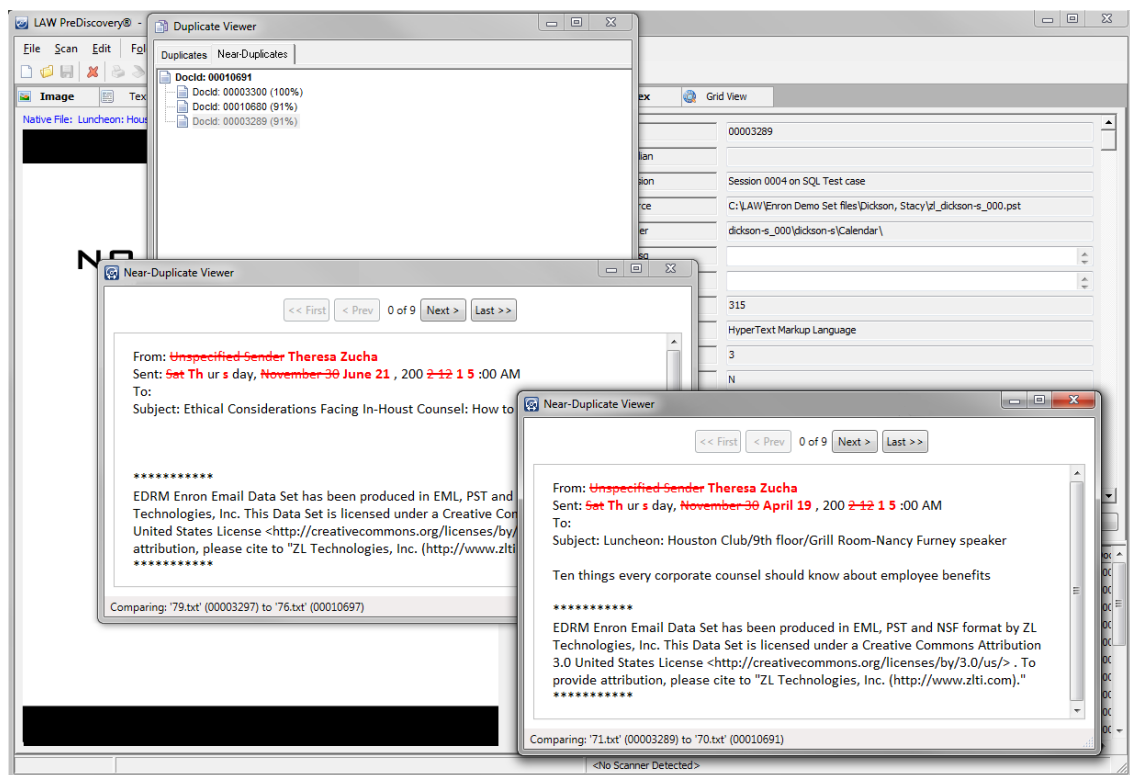 LAW PreDiscovery® -
File Scan Edit Fol
Image
Tex
Native File: Luncheon: Hous
Duplicate Viewer
Duplicates Near-Duplicates
DocId: 00010691
DocId: 00003300 (100%)
DocId: 00010680 (91%)
DocId: 00003289 (91%)
ex
Grid View
00003289
lian
sion
Session 0004 on SQL Test case
rce
C:\LAW\Enron Demo Set files\Dickson, Stacy\zl_dickson-s_000.pst
er
dickson-s_000\dickson-s\Calendar\
sg
315
HyperText Markup Language
3
N
NO
Near-Duplicate Viewer
<< First < Prev 0 of 9 Next > Last >>
From: Unspecified Sender Theresa Zucha
Sent: Sat Th ur s day, November 30 June 21 , 200 2 12 1 5 :00 AM
To:
Subject: Ethical Considerations Facing In-Houst Counsel: How to
***********
EDRM Enron Email Data Set has been produced in EML, PST and
Technologies, Inc. This Data Set is licensed under a Creative Con
United States License <http://creativecommons.org/licenses/by/
attribution, please cite to "ZL Technologies, Inc. (http://www.zlti
***********
Comparing: '79.txt' (00003297) to '76.txt' (00010697)
Near-Duplicate Viewer
<< First < Prev 0 of 9 Next > Last >>
From: Unspecified Sender Theresa Zucha
Sent: Sat Th ur s day, November 30 April 19 , 200 2 12 1 5 :00 AM
To:
Subject: Luncheon: Houston Club/9th floor/Grill Room-Nancy Furney speaker
Ten things every corporate counsel should know about employee benefits
***********
EDRM Enron Email Data Set has been produced in EML, PST and NSF format by ZL
Technologies, Inc. This Data Set is licensed under a Creative Commons Attribution
3.0 United States License <http://creativecommons.org/licenses/by/3.0/us/> . To
provide attribution, please cite to "ZL Technologies, Inc. (http://www.zlti.com)."
***********
Comparing: '71.txt' (00003289) to '70.txt' (00010691)
<No Scanner Detected>